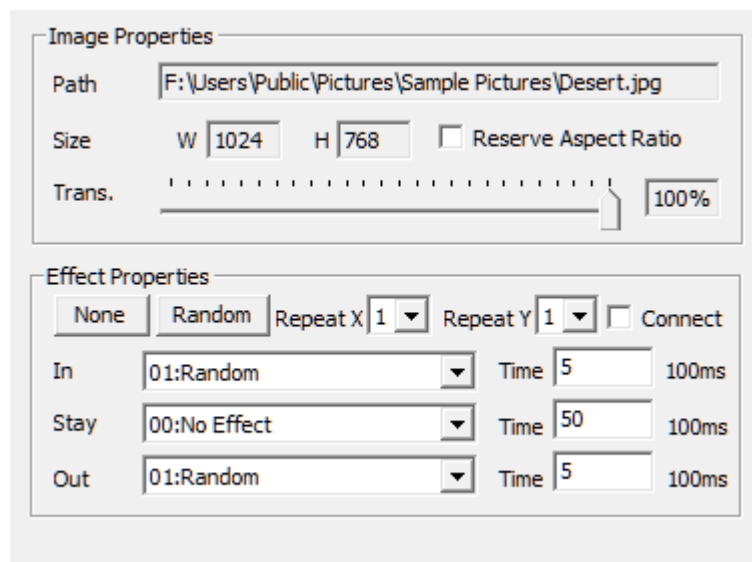 Image Properties
Path F:\Users\Public\Pictures\Sample Pictures\Desert.jpg
Size W 1024 H 768 Reserve Aspect Ratio
Trans. 100%
Effect Properties
None Random Repeat X 1 Repeat Y 1 Connect
In 01:Random Time 5 100ms
Stay 00:No Effect Time 50 100ms
Out 01:Random Time 5 100ms